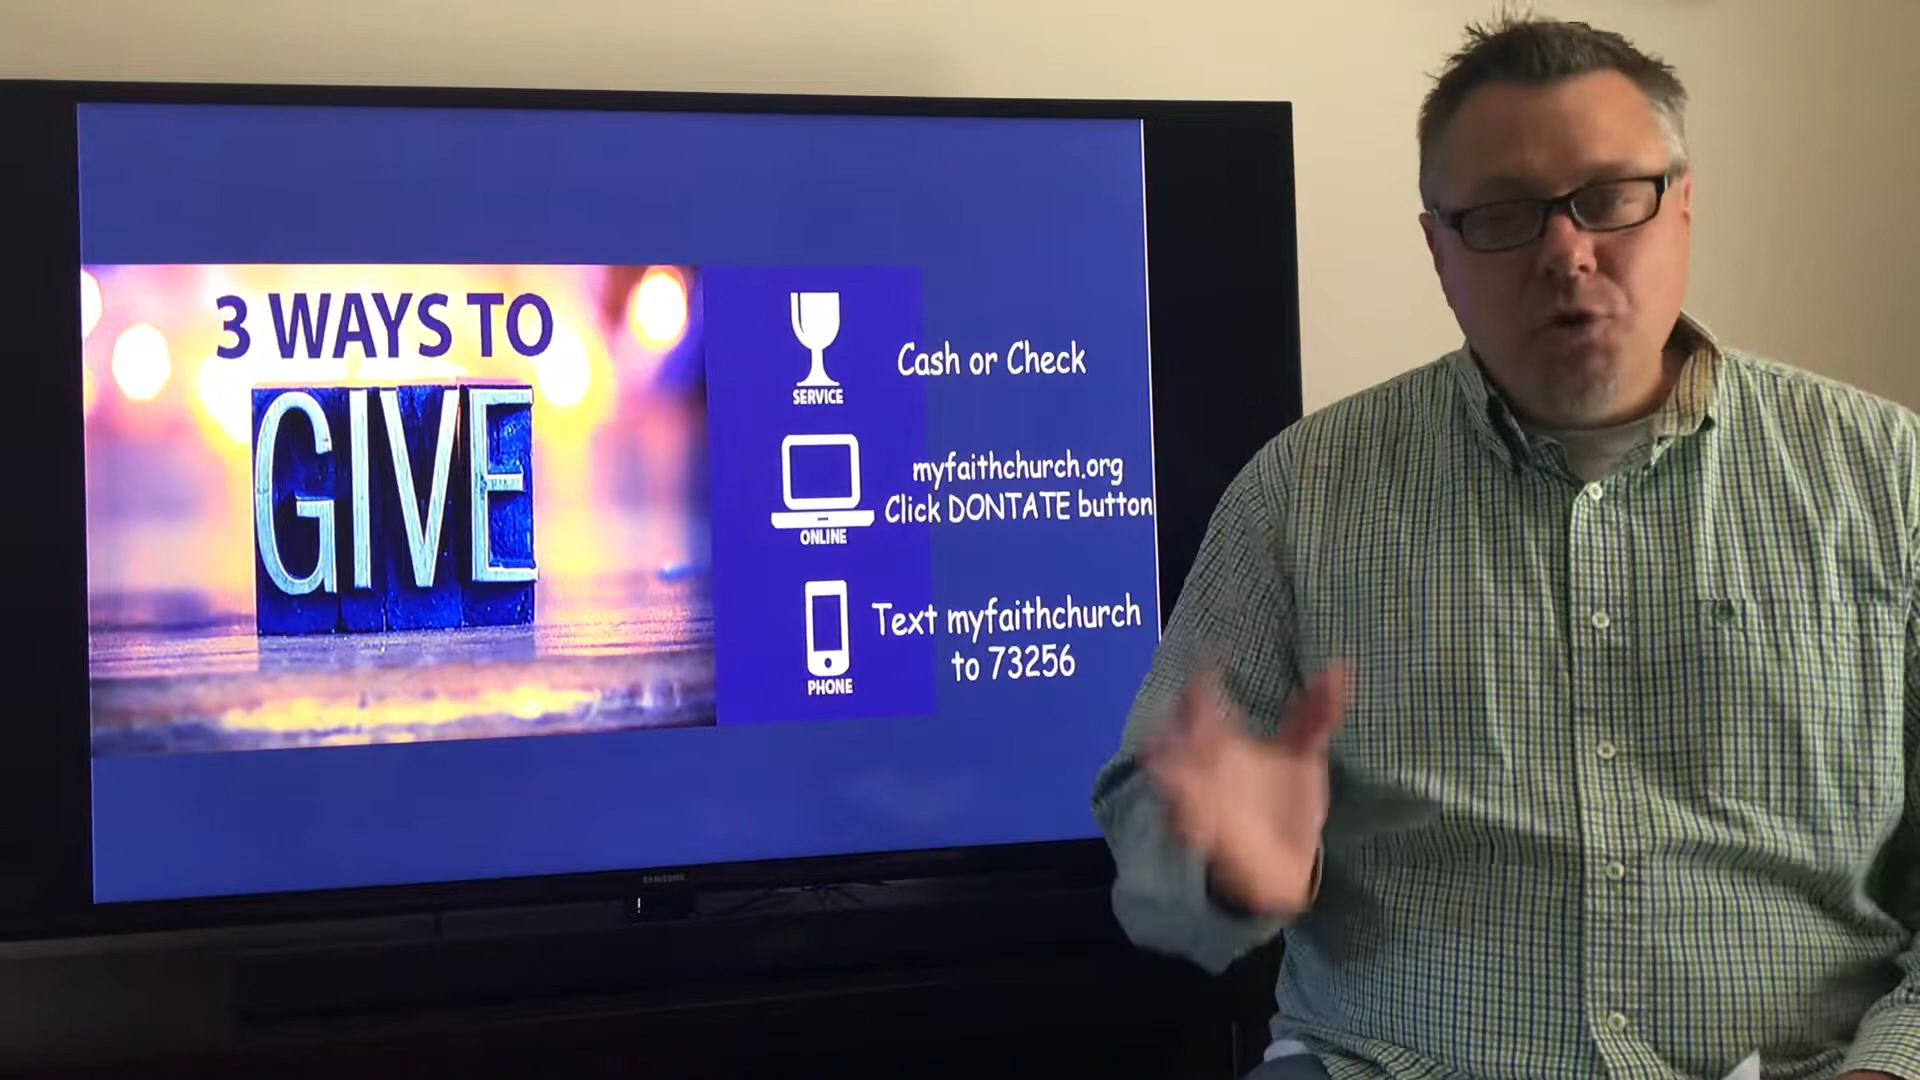 3 WAYS TO
GIVE
SERVICE
Cash or Check
myfaithchurch.org
Click DONTATE button
ONLINE
Text myfaithchurch
to 73256
PHONE
SAMSUNG